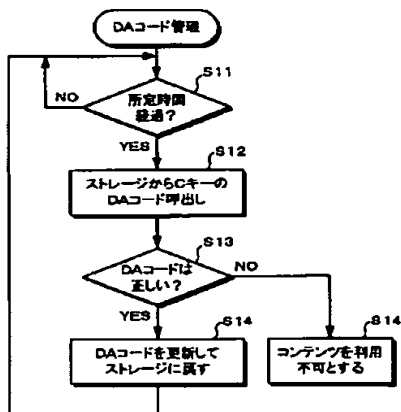 DAコード管理
S11
所定時間
経過？
NO
YES
S12
ストレージからCキーの
DAコード呼出し
S13
DAコードは
正しい？
NO
YES
S14
DAコードを更新して
ストレージに戻す
S14
コンテンツを利用
不可とする